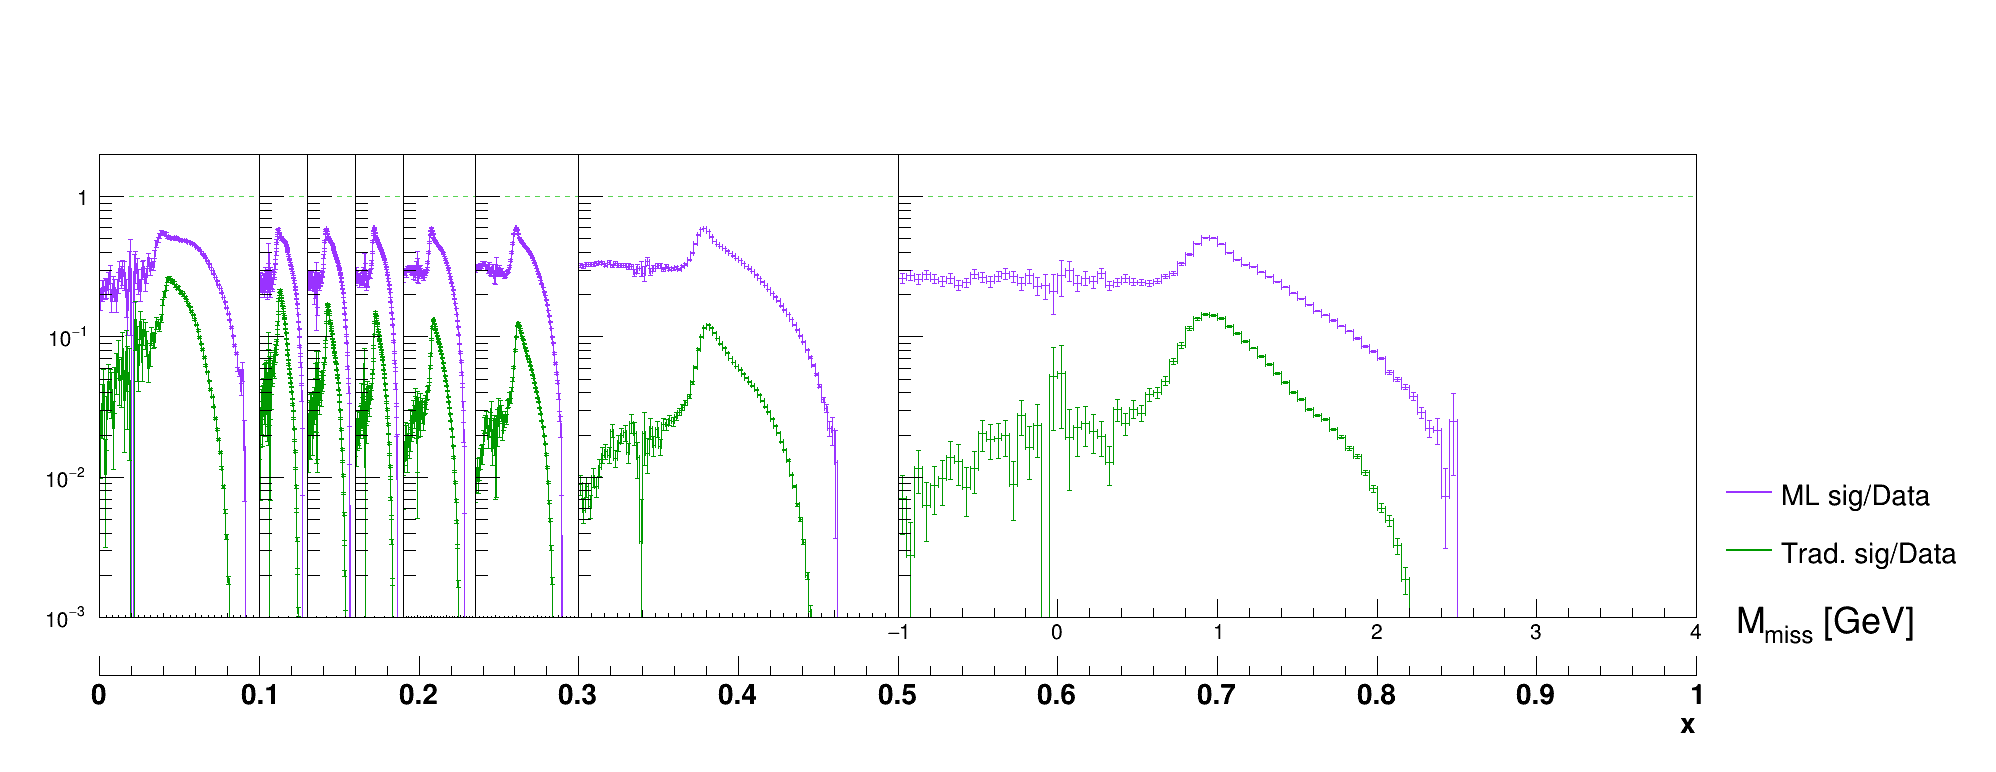 1
10⁻¹
10⁻²
10⁻³
ML sig/Data
Trad. sig/Data
M_miss [GeV]
−1 0 1 2 3 4
0 0.1 0.2 0.3 0.4 0.5 0.6 0.7 0.8 0.9 1
x